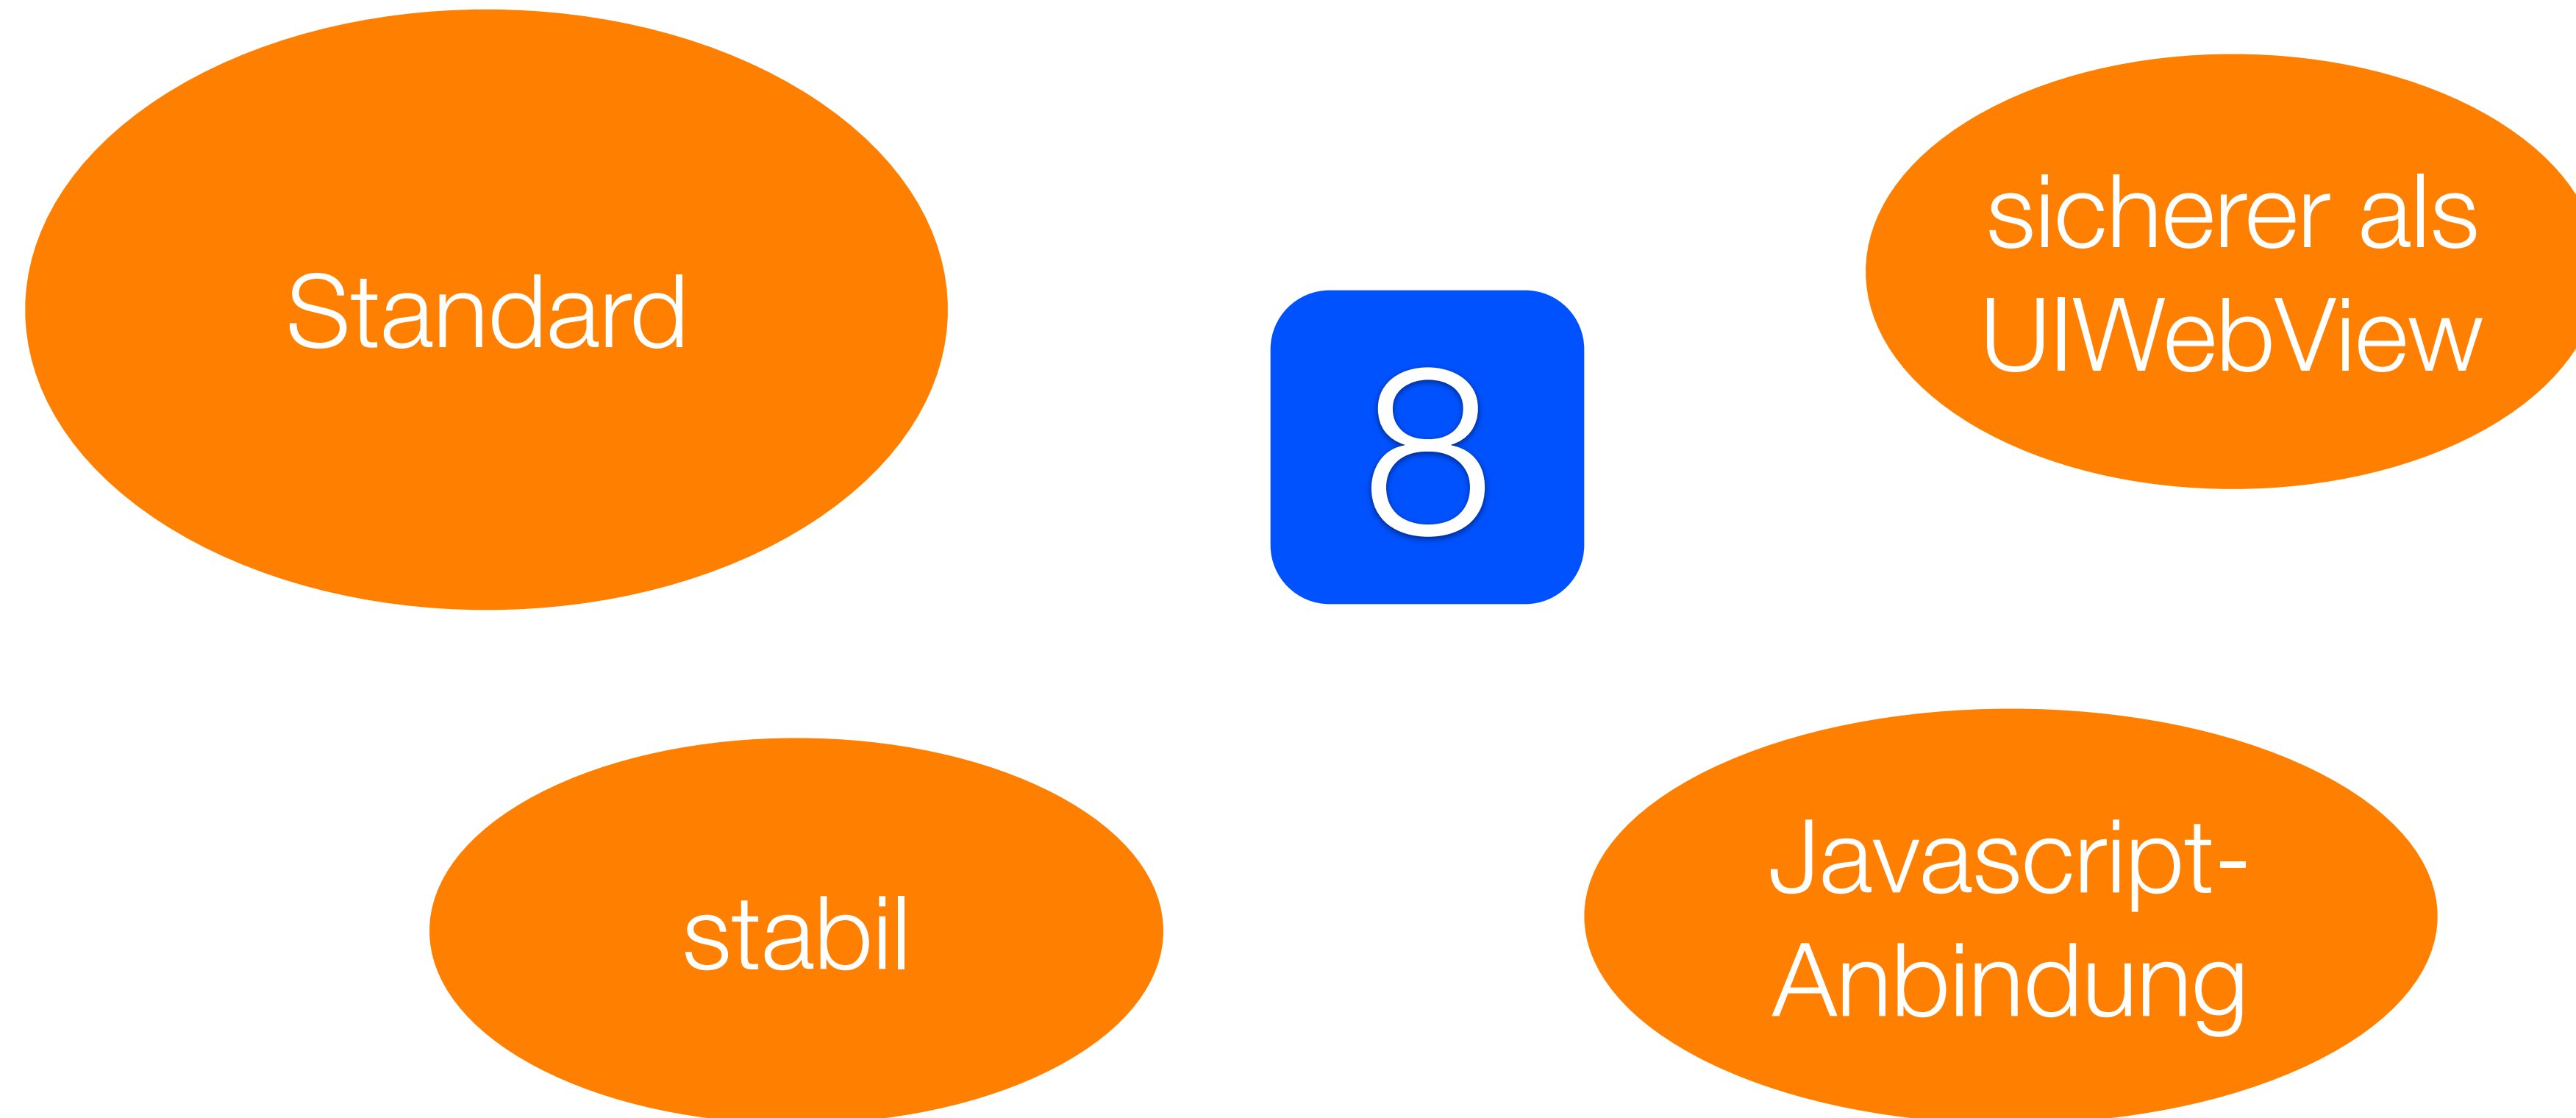 Standard
sicherer als
UIWebView
8
stabil
Javascript-
Anbindung